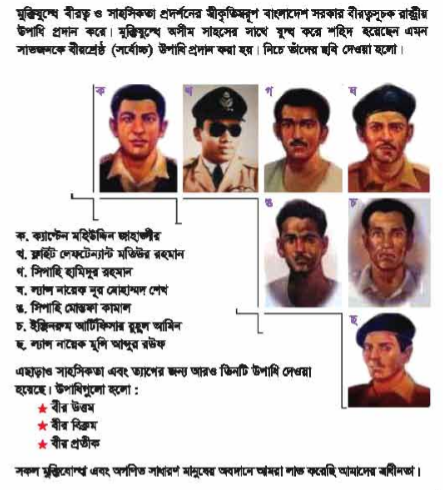 মুক্তিযুদ্ধে বীরত্ব ও সাহসিকতা প্রদর্শনের স্বীকৃতিস্বরূপ বাংলাদেশ সরকার বীরত্বসূচক রাষ্ট্রীয়
উপাধি প্রদান করে। মুক্তিযুদ্ধে অসীম সাহসের সাথে যুদ্ধ করে শহিদ হয়েছেন এমন
সাতজনকে বীরশ্রেষ্ঠ (সর্বোচ্চ) উপাধি প্রদান করা হয়। নিচে তাঁদের ছবি দেওয়া হলো।
ক খ গ ঘ
ঙ চ
ছ
ক. ক্যাপ্টেন মহিউদ্দিন জাহাঙ্গীর
খ. ফ্লাইট লেফটেন্যান্ট মতিউর রহমান
গ. সিপাহি হামিদুর রহমান
ঘ. ল্যান্স নায়েক নূর মোহাম্মদ শেখ
ঙ. সিপাহি মোস্তফা কামাল
চ. ইঞ্জিনরুম আর্টিফিসার রুহুল আমিন
ছ. ল্যান্স নায়েক মুন্সি আব্দুর রউফ
এছাড়াও সাহসিকতা এবং ত্যাগের জন্য আরও তিনটি উপাধি দেওয়া
হয়েছে। উপাধিগুলো হলো :
★ বীর উত্তম
★ বীর বিক্রম
★ বীর প্রতীক
সকল মুক্তিযোদ্ধা এবং অগণিত সাধারণ মানুষের অবদানে আমরা লাভ করেছি আমাদের স্বাধীনতা।